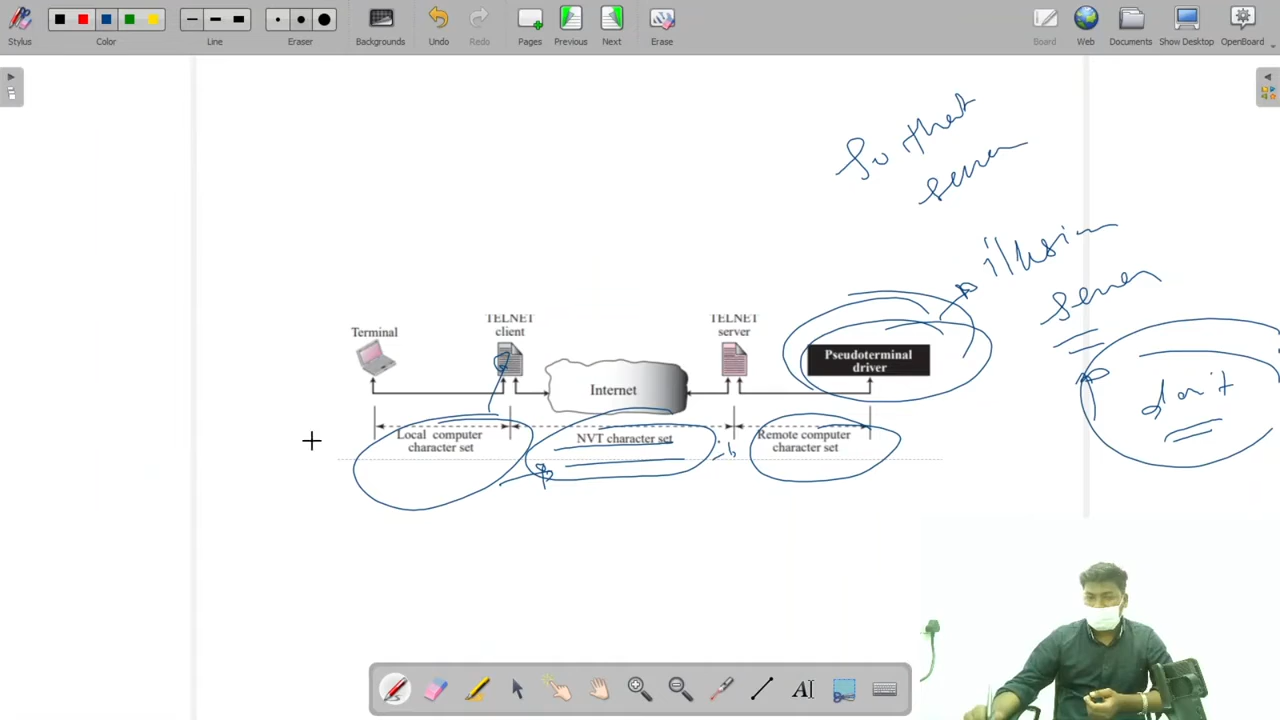 Stylus
Color
Line
Eraser
Backgrounds
Undo
Redo
Pages
Previous
Next
Erase
Board
Web
Documents
Show Desktop
OpenBoard
So that
server
illusion
server
don't
Terminal
TELNET
client
Internet
TELNET
server
Pseudoterminal
driver
Local computer
character set
NVT character set
Remote computer
character set